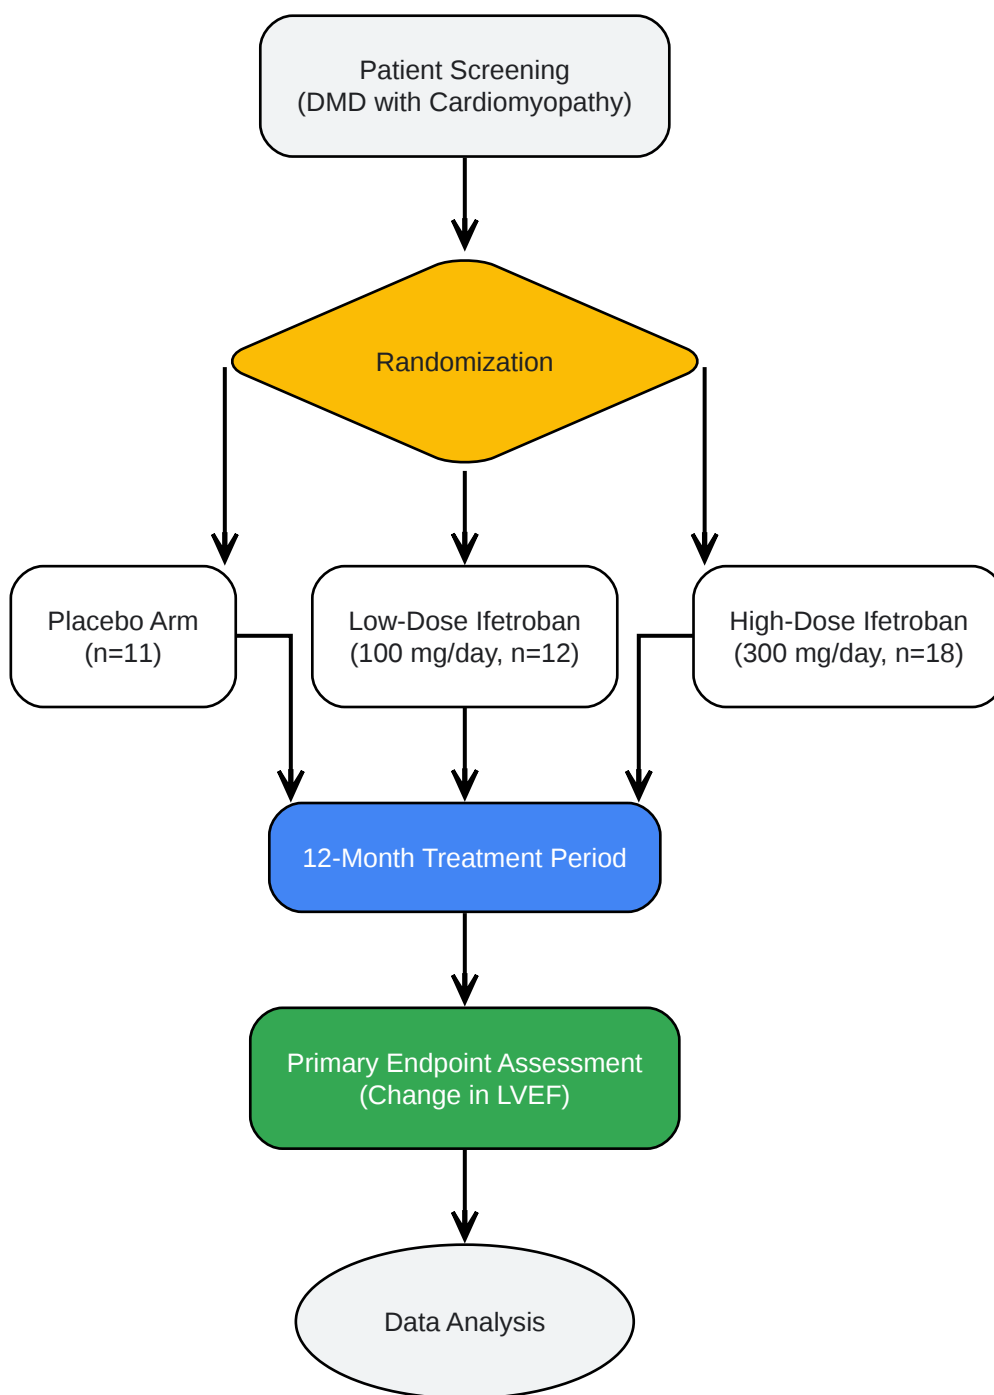 Patient Screening
(DMD with Cardiomyopathy)
Randomization
Placebo Arm
(n=11)
Low-Dose Ifetroban
(100 mg/day, n=12)
High-Dose Ifetroban
(300 mg/day, n=18)
12-Month Treatment Period
Primary Endpoint Assessment
(Change in LVEF)
Data Analysis